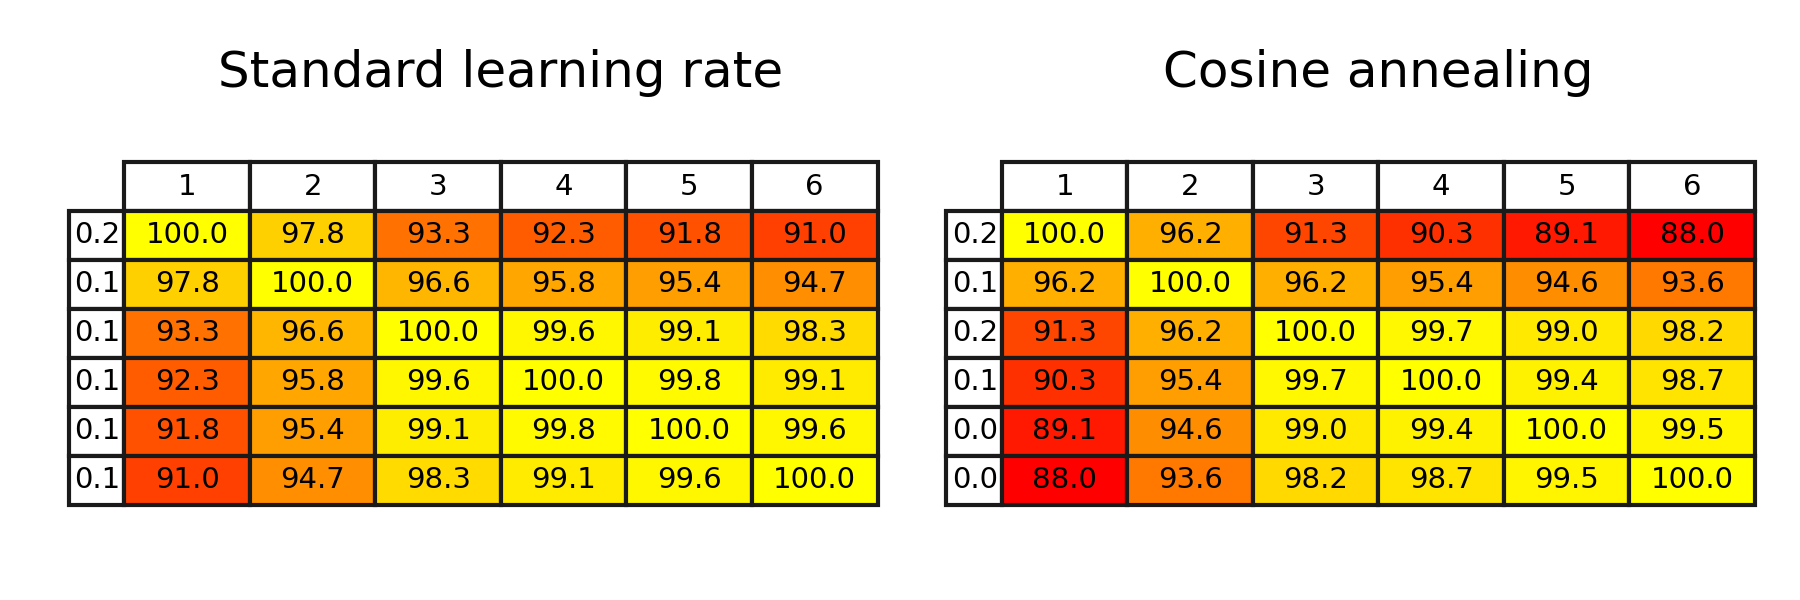 Standard learning rate
1 2 3 4 5 6
0.2 100.0 97.8 93.3 92.3 91.8 91.0
0.1 97.8 100.0 96.6 95.8 95.4 94.7
0.1 93.3 96.6 100.0 99.6 99.1 98.3
0.1 92.3 95.8 99.6 100.0 99.8 99.1
0.1 91.8 95.4 99.1 99.8 100.0 99.6
0.1 91.0 94.7 98.3 99.1 99.6 100.0
Cosine annealing
1 2 3 4 5 6
0.2 100.0 96.2 91.3 90.3 89.1 88.0
0.1 96.2 100.0 96.2 95.4 94.6 93.6
0.2 91.3 96.2 100.0 99.7 99.0 98.2
0.1 90.3 95.4 99.7 100.0 99.4 98.7
0.0 89.1 94.6 99.0 99.4 100.0 99.5
0.0 88.0 93.6 98.2 98.7 99.5 100.0